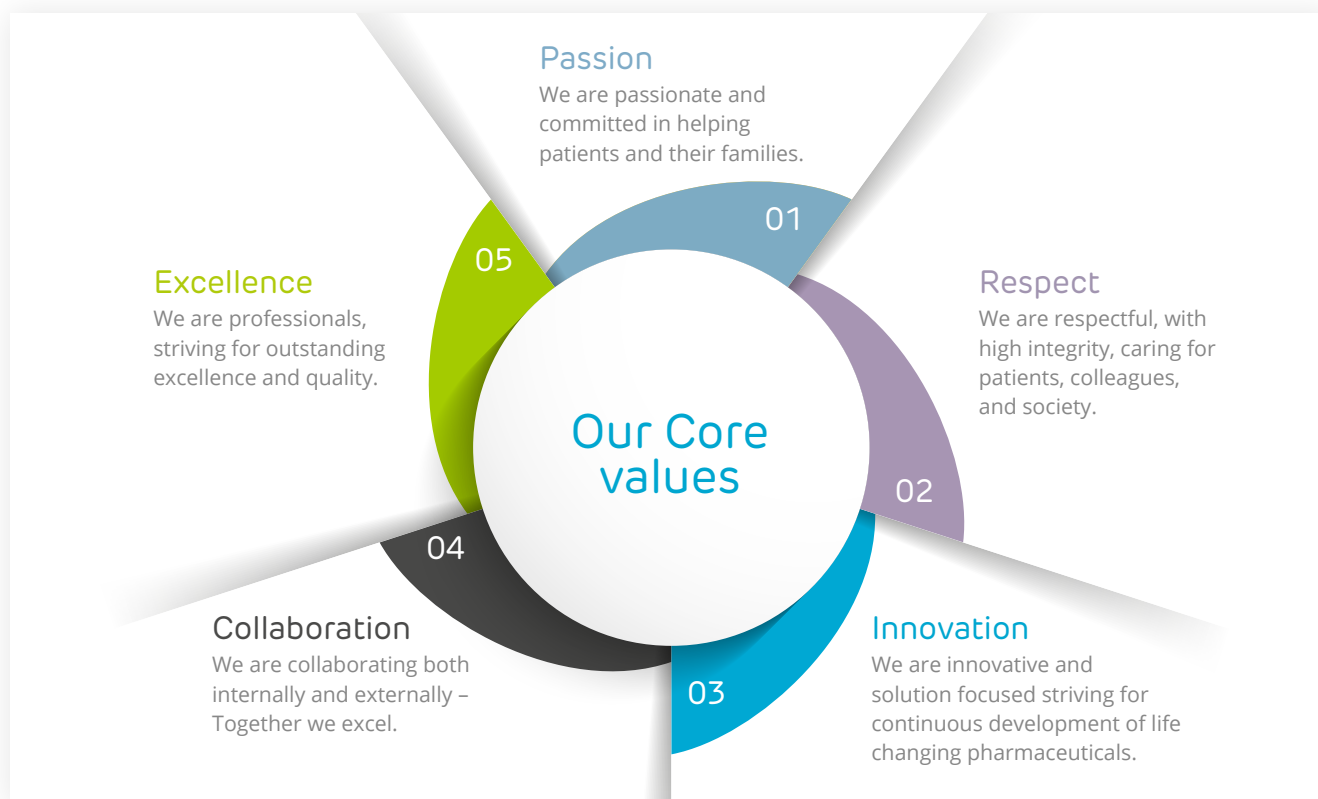 Passion
We are passionate and
committed in helping
patients and their families.
01
Respect
We are respectful, with
high integrity, caring for
patients, colleagues,
and society.
02
Innovation
We are innovative and
solution focused striving for
continuous development of life
changing pharmaceuticals.
03
Collaboration
We are collaborating both
internally and externally –
Together we excel.
04
Excellence
We are professionals,
striving for outstanding
excellence and quality.
05
Our Core
values